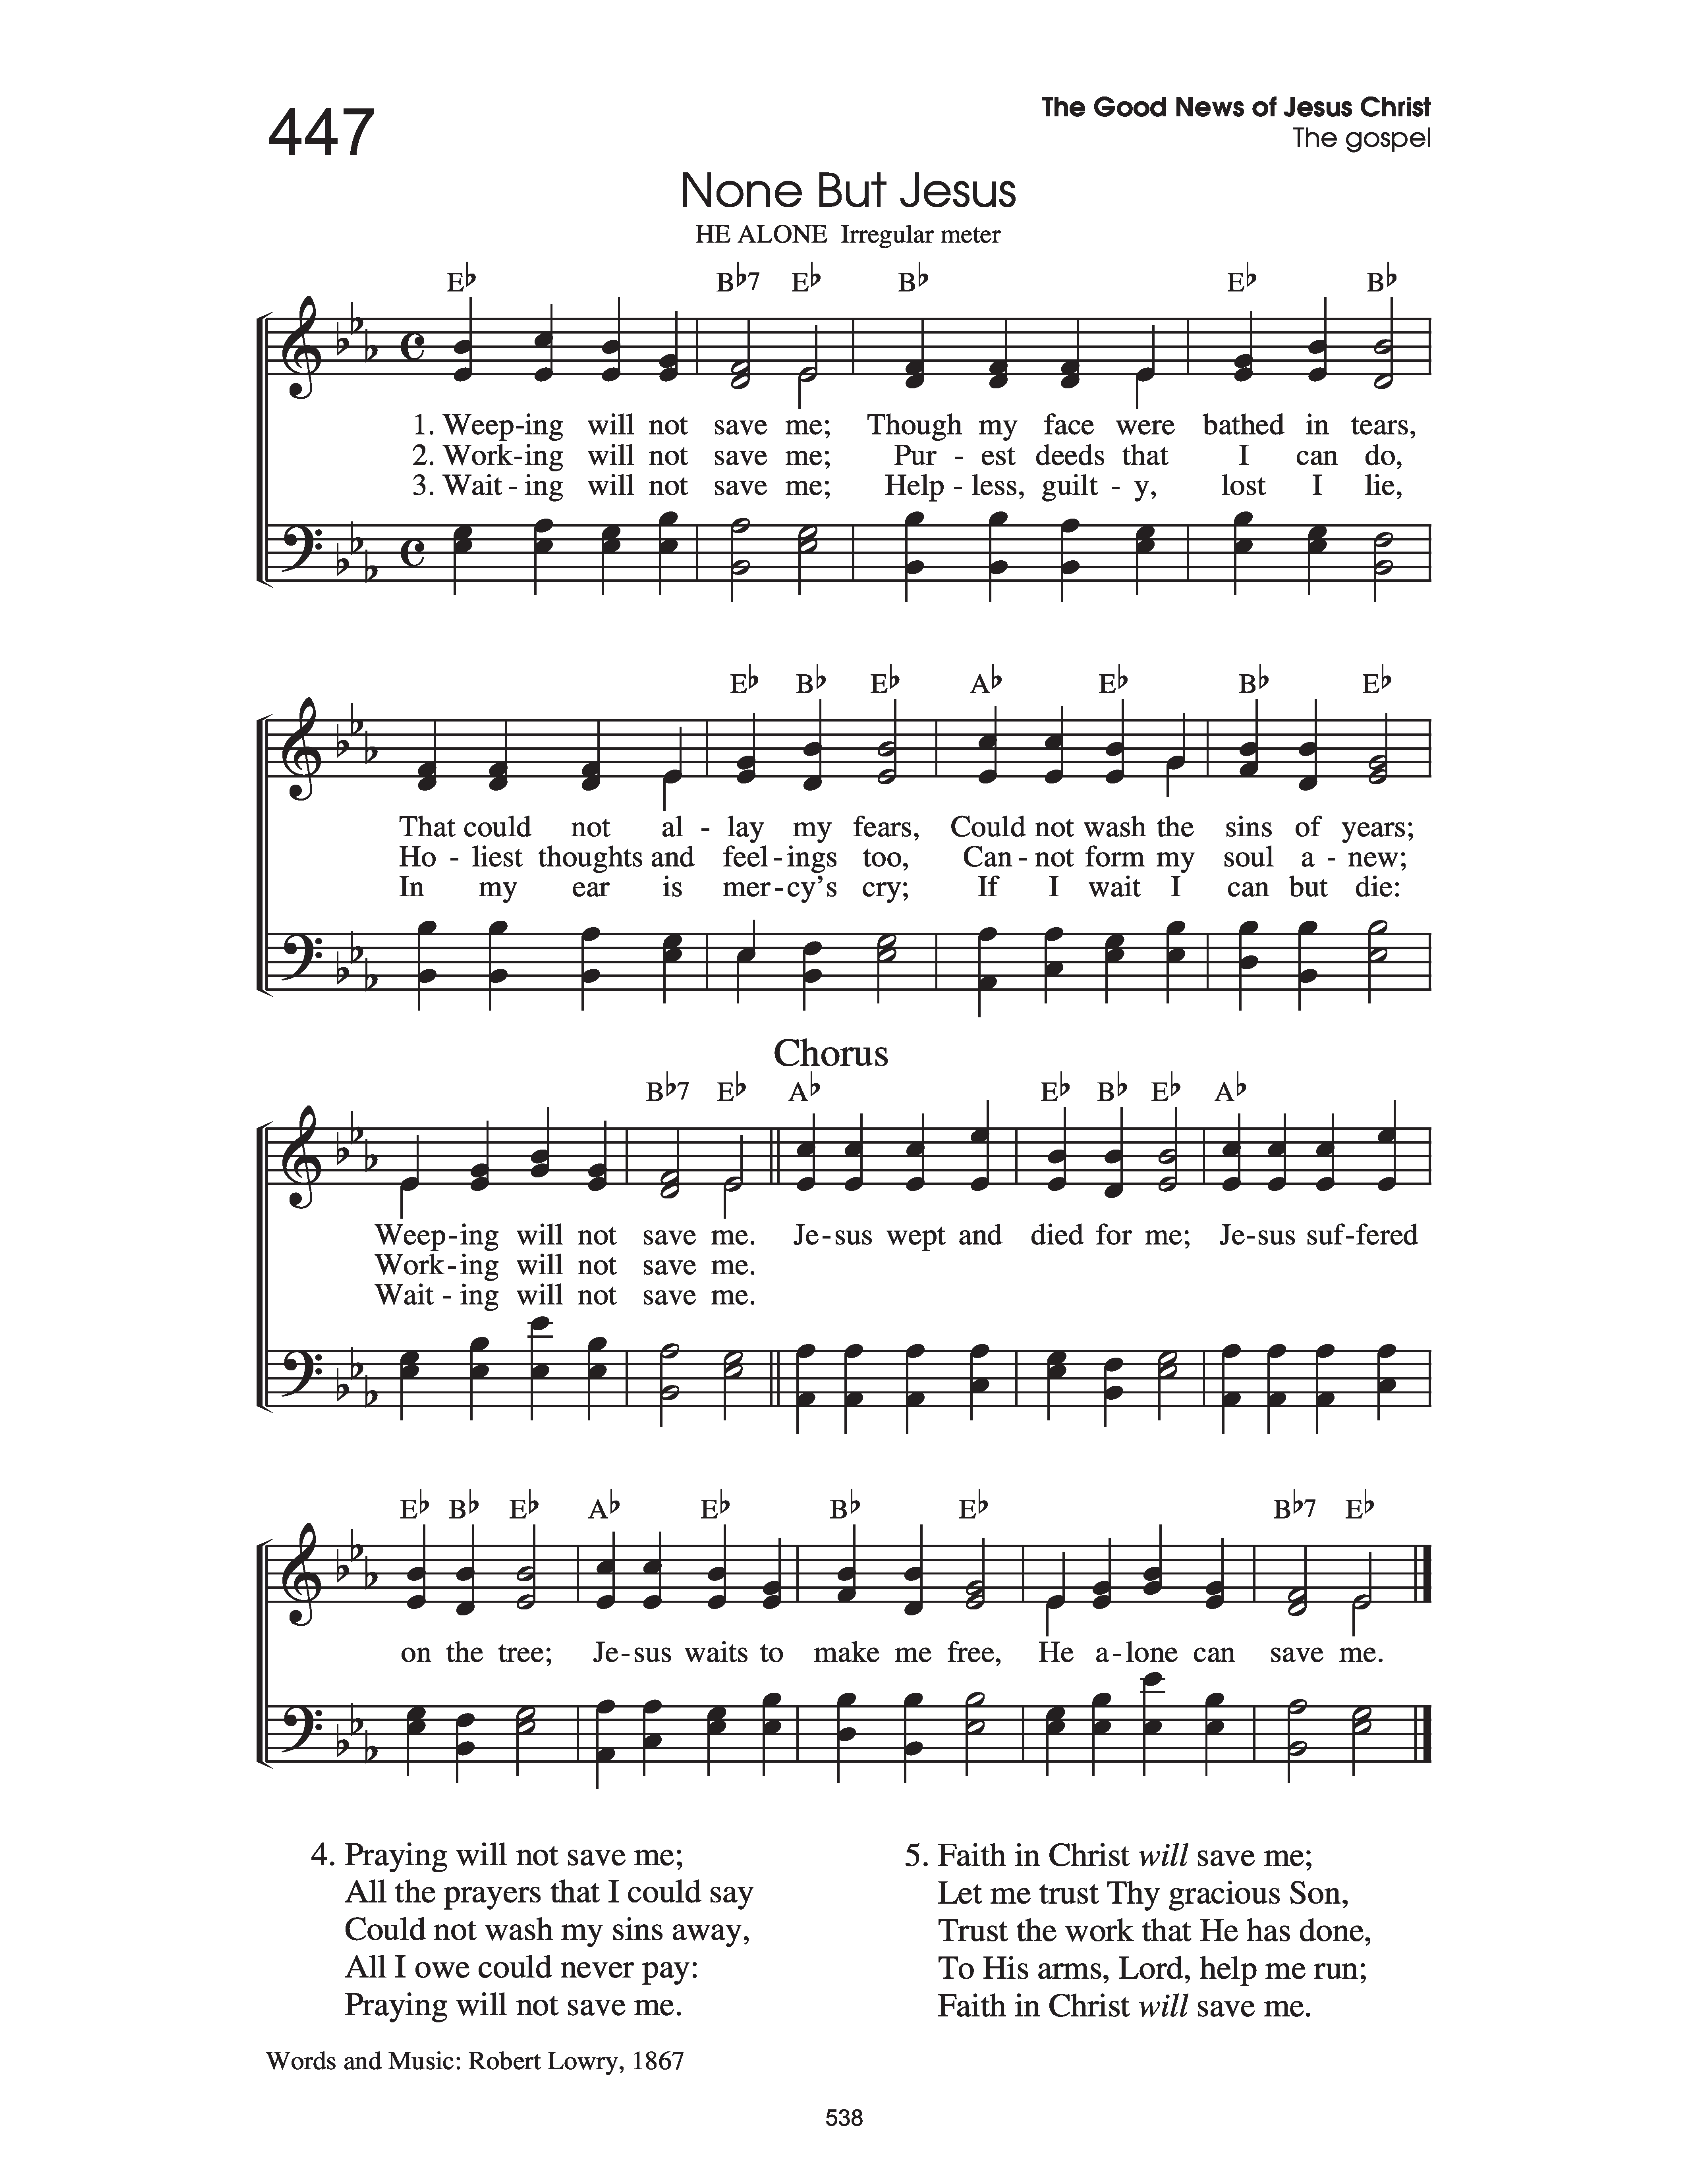 447
The Good News of Jesus Christ
The gospel
None But Jesus
HE ALONE Irregular meter
E♭ B♭7 E♭ B♭ E♭ B♭
1. Weep-ing will not save me; Though my face were bathed in tears,
2. Work-ing will not save me; Pur - est deeds that I can do,
3. Wait - ing will not save me; Help - less, guilt - y, lost I lie,
E♭ B♭ E♭ A♭ E♭ B♭ E♭
That could not al - lay my fears, Could not wash the sins of years;
Ho - liest thoughts and feel - ings too, Can - not form my soul a - new;
In my ear is mer - cy's cry; If I wait I can but die:
Chorus
B♭7 E♭ A♭ E♭ B♭ E♭ A♭
Weep-ing will not save me. Je-sus wept and died for me; Je-sus suf-fered
Work-ing will not save me.
Wait - ing will not save me.
E♭ B♭ E♭ A♭ E♭ B♭ E♭ B♭7 E♭
on the tree; Je-sus waits to make me free, He a-lone can save me.
4. Praying will not save me;
All the prayers that I could say
Could not wash my sins away,
All I owe could never pay:
Praying will not save me.
5. Faith in Christ will save me;
Let me trust Thy gracious Son,
Trust the work that He has done,
To His arms, Lord, help me run;
Faith in Christ will save me.
Words and Music: Robert Lowry, 1867
538